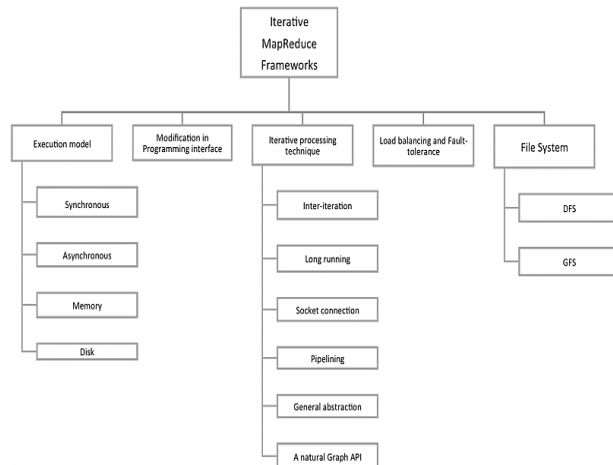 Iterative
MapReduce
Frameworks
Execution model
Modification in
Programming interface
Iterative processing
technique
Load balancing and Fault-
tolerance
File System
Synchronous
Asynchronous
Memory
Disk
Inter-iteration
Long running
Socket connection
Pipelining
General abstraction
A natural Graph API
DFS
GFS